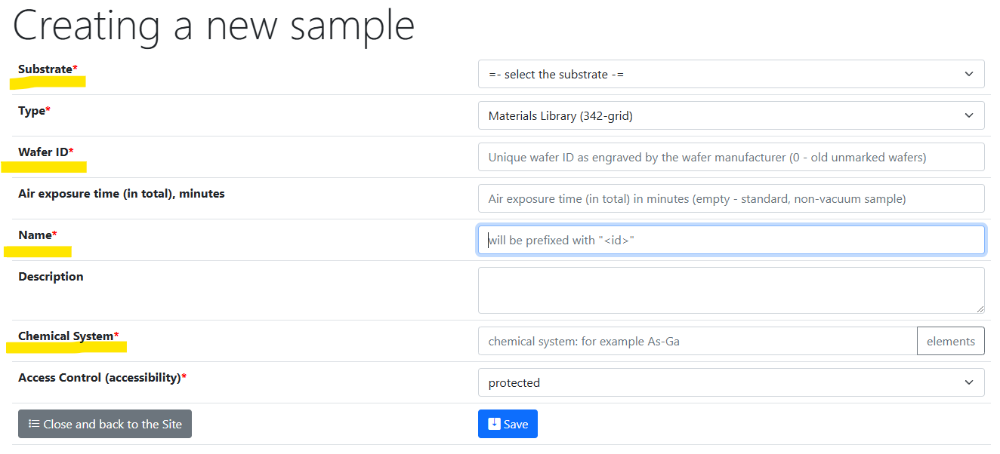 Creating a new sample
Substrate* =- select the substrate -=
Type* Materials Library (342-grid)
Wafer ID* Unique wafer ID as engraved by the wafer manufacturer (0 - old unmarked wafers)
Air exposure time (in total), minutes Air exposure time (in total) in minutes (empty - standard, non-vacuum sample)
Name* will be prefixed with "<id>"
Description
Chemical System* chemical system: for example As-Ga elements
Access Control (accessibility)* protected
Close and back to the Site Save